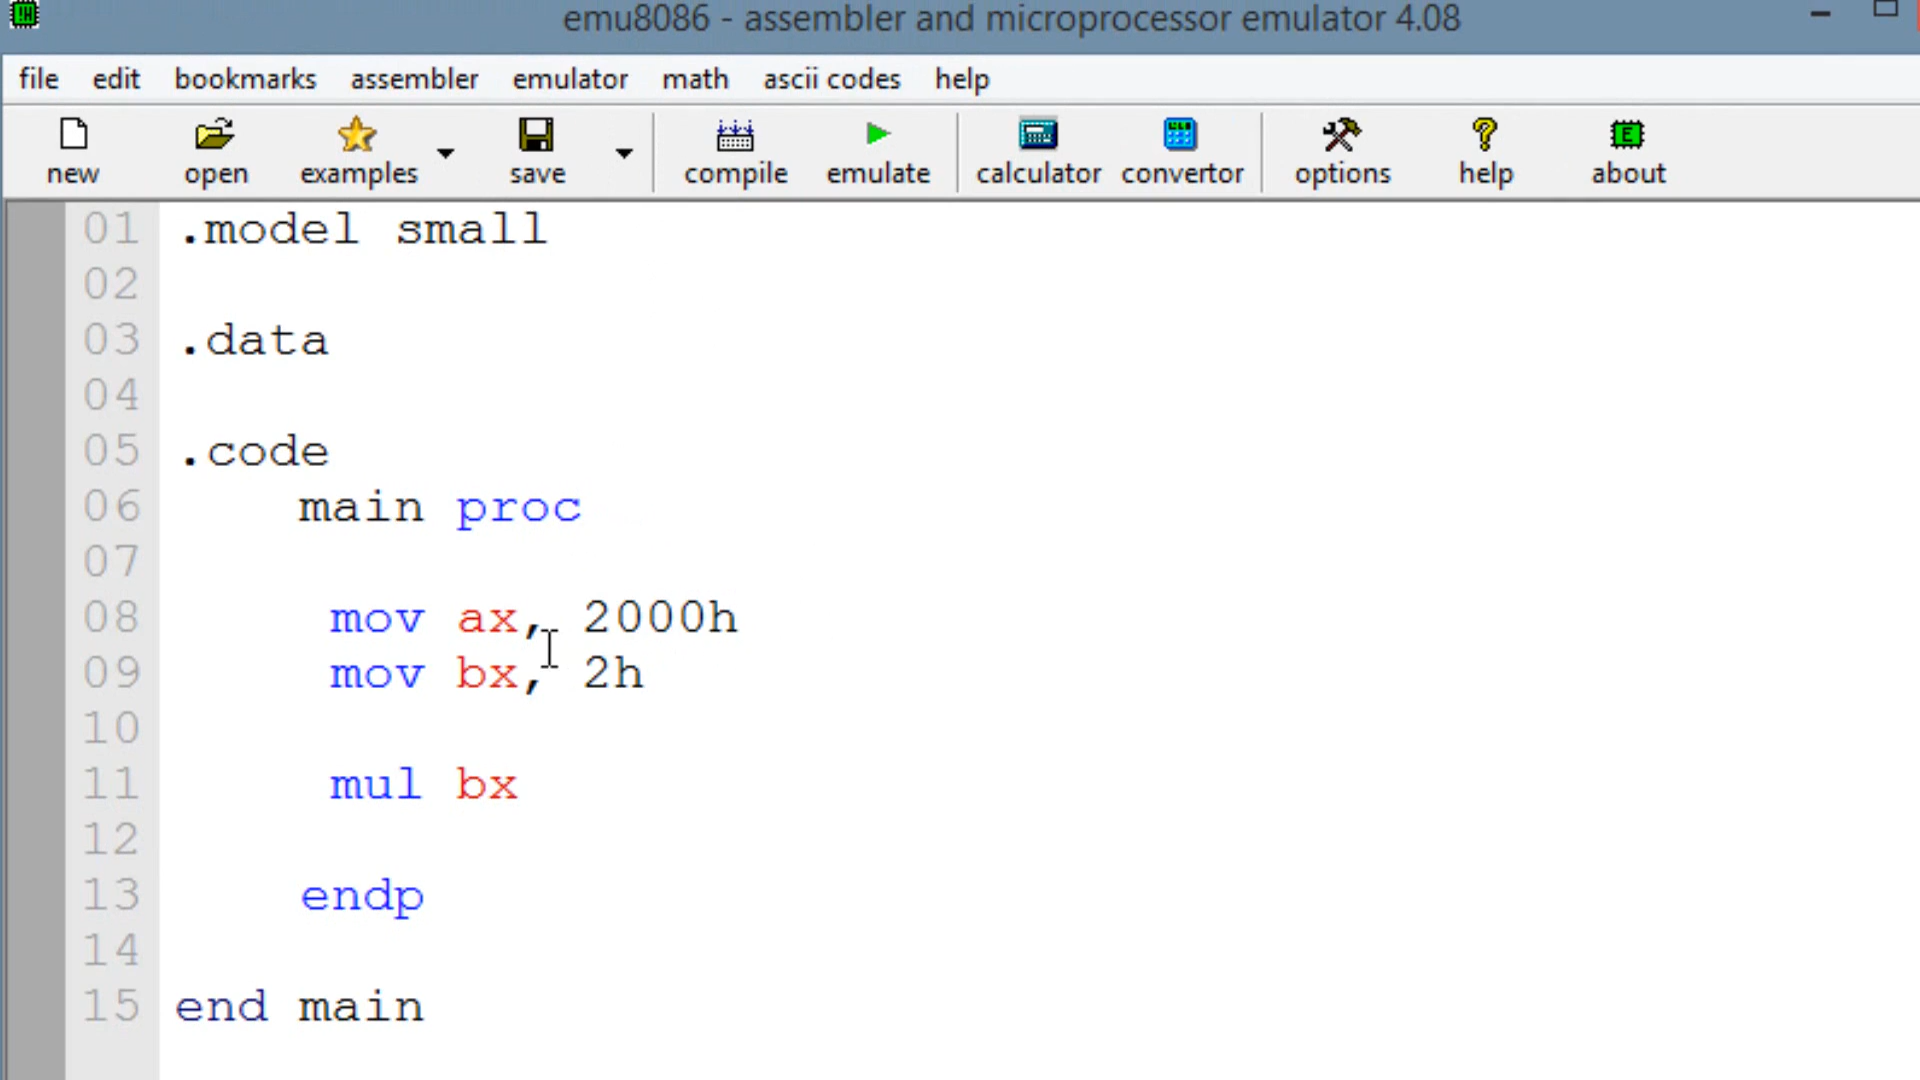 emu8086 - assembler and microprocessor emulator 4.08
file edit bookmarks assembler emulator math ascii codes help
new open examples save compile emulate calculator convertor options help about
01 .model small
02
03 .data
04
05 .code
06 main proc
07
08 mov ax, 2000h
09 mov bx, 2h
10
11 mul bx
12
13 endp
14
15 end main